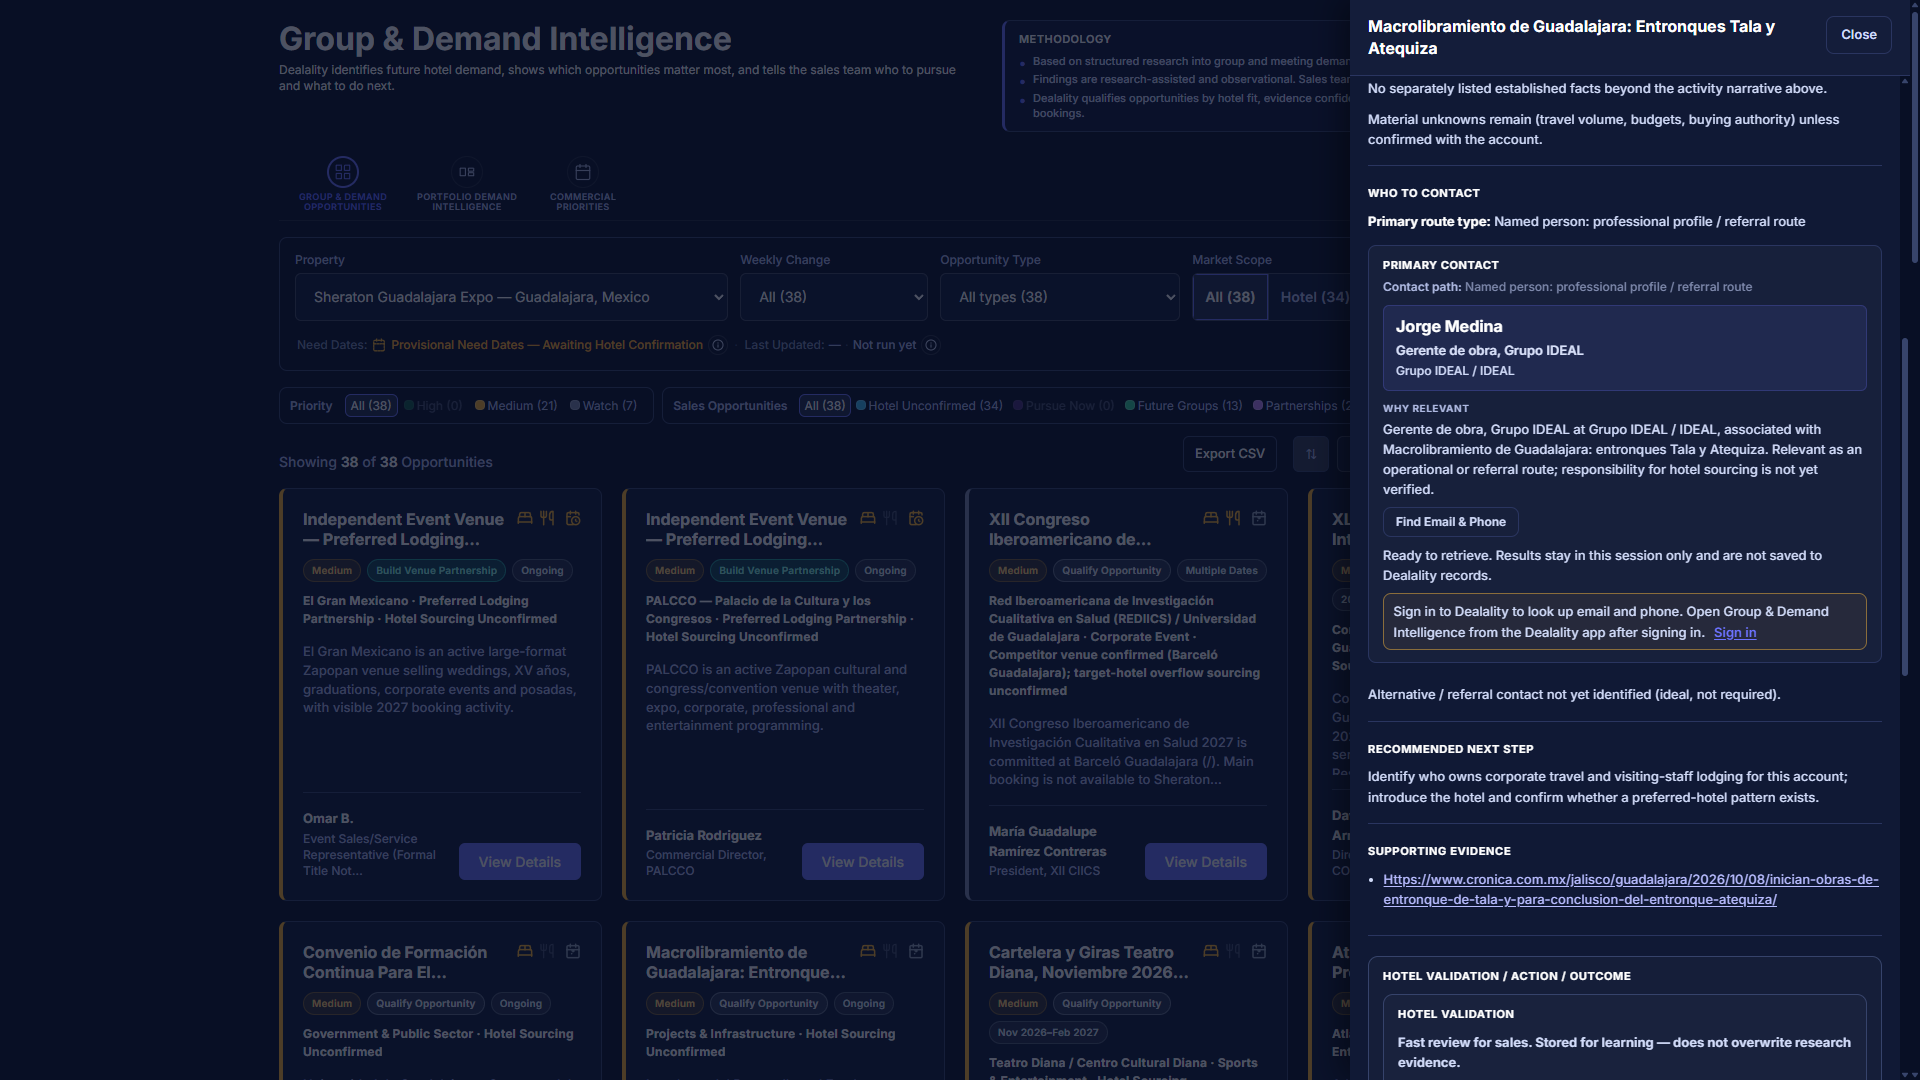 Group & Demand Intelligence
Dealality identifies future hotel demand, shows which opportunities matter most, and tells the sales team who to pursue
and what to do next.
METHODOLOGY
Based on structured research into group and meeting
Findings are research-assisted and observational. Sales
Dealality qualifies opportunities by hotel fit, evidence
bookings.
GROUP & DEMAND
OPPORTUNITIES
PORTFOLIO DEMAND
INTELLIGENCE
COMMERCIAL
PRIORITIES
Property
Weekly Change
Opportunity Type
Market Scope
Sheraton Guadalajara Expo — Guadalajara, Mexico
All (38)
All types (38)
All (38)
Hotel (34)
Need Dates:
Provisional Need Dates — Awaiting Hotel Confirmation
Last Updated: —
Not run yet
Priority
All (38)
High (0)
Medium (21)
Watch (7)
Sales Opportunities
All (38)
Hotel Unconfirmed (34)
Pursue Now (0)
Future Groups (13)
Partnerships
Showing 38 of 38 Opportunities
Export CSV
Independent Event Venue
— Preferred Lodging...
Medium
Build Venue Partnership
Ongoing
El Gran Mexicano · Preferred Lodging
Partnership · Hotel Sourcing Unconfirmed
El Gran Mexicano is an active large-format
Zapopan venue selling weddings, XV años,
graduations, corporate events and posadas,
with visible 2027 booking activity.
Omar B.
Event Sales/Service
Representative (Formal
Title Not...
View Details
Independent Event Venue
— Preferred Lodging...
Medium
Build Venue Partnership
Ongoing
PALCCO — Palacio de la Cultura y los
Congresos · Preferred Lodging Partnership ·
Hotel Sourcing Unconfirmed
PALCCO is an active Zapopan cultural and
congress/convention venue with theater,
expo, corporate, professional and
entertainment programming.
Patricia Rodriguez
Commercial Director,
PALCCO
View Details
XII Congreso
Iberoamericano de...
Medium
Qualify Opportunity
Multiple Dates
Red Iberoamericana de Investigación
Cualitativa en Salud (REDIICS) / Universidad
de Guadalajara · Corporate Event ·
Competitor venue confirmed (Barceló
Guadalajara); target-hotel overflow sourcing
unconfirmed
XII Congreso Iberoamericano de
Investigación Cualitativa en Salud 2027 is
committed at Barceló Guadalajara (/). Main
booking is not available to Sheraton...
María Guadalupe
Ramírez Contreras
President, XII CIICS
View Details
Convenio de Formación
Continua Para El...
Medium
Qualify Opportunity
Ongoing
Government & Public Sector · Hotel Sourcing
Unconfirmed
Macrolibramiento de
Guadalajara: Entronque...
Medium
Qualify Opportunity
Ongoing
Projects & Infrastructure · Hotel Sourcing
Unconfirmed
Cartelera y Giras Teatro
Diana, Noviembre 2026...
Medium
Qualify Opportunity
Nov 2026–Feb 2027
Teatro Diana / Centro Cultural Diana · Sports
& Entertainment · Hotel Sourcing
Macrolibramiento de Guadalajara: Entronques Tala y
Atequiza
Close
No separately listed established facts beyond the activity narrative above.
Material unknowns remain (travel volume, budgets, buying authority) unless
confirmed with the account.
WHO TO CONTACT
Primary route type: Named person: professional profile / referral route
PRIMARY CONTACT
Contact path: Named person: professional profile / referral route
Jorge Medina
Gerente de obra, Grupo IDEAL
Grupo IDEAL / IDEAL
WHY RELEVANT
Gerente de obra, Grupo IDEAL at Grupo IDEAL / IDEAL, associated with
Macrolibramiento de Guadalajara: entronques Tala y Atequiza. Relevant as an
operational or referral route; responsibility for hotel sourcing is not yet
verified.
Find Email & Phone
Ready to retrieve. Results stay in this session only and are not saved to
Dealality records.
Sign in to Dealality to look up email and phone. Open Group & Demand
Intelligence from the Dealality app after signing in. Sign in
Alternative / referral contact not yet identified (ideal, not required).
RECOMMENDED NEXT STEP
Identify who owns corporate travel and visiting-staff lodging for this account;
introduce the hotel and confirm whether a preferred-hotel pattern exists.
SUPPORTING EVIDENCE
• Https://www.cronica.com.mx/jalisco/guadalajara/2026/10/08/inician-obras-de-
entronque-de-tala-y-para-conclusion-del-entronque-atequiza/
HOTEL VALIDATION / ACTION / OUTCOME
HOTEL VALIDATION
Fast review for sales. Stored for learning — does not overwrite research
evidence.